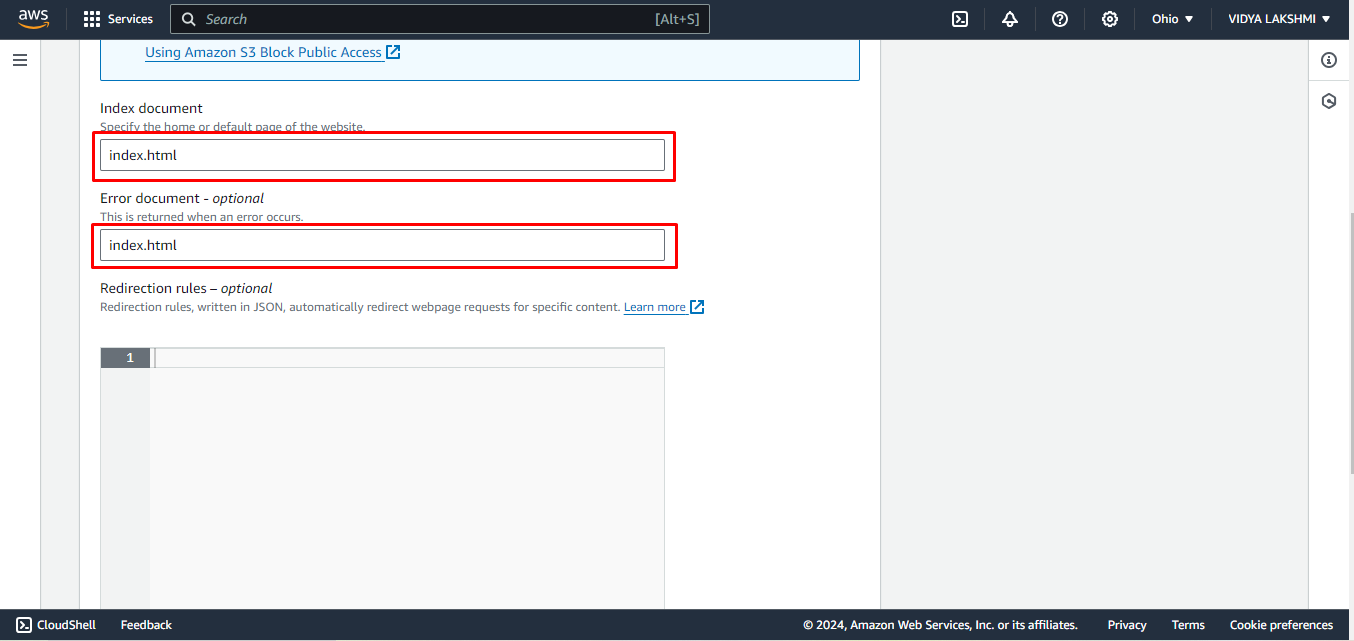 aws
Services
Search
[Alt+S]
Ohio
VIDYA LAKSHMI
Using Amazon S3 Block Public Access
Index document
Specify the home or default page of the website.
index.html
Error document - optional
This is returned when an error occurs.
index.html
Redirection rules – optional
Redirection rules, written in JSON, automatically redirect webpage requests for specific content. Learn more
1
CloudShell
Feedback
© 2024, Amazon Web Services, Inc. or its affiliates.
Privacy
Terms
Cookie preferences